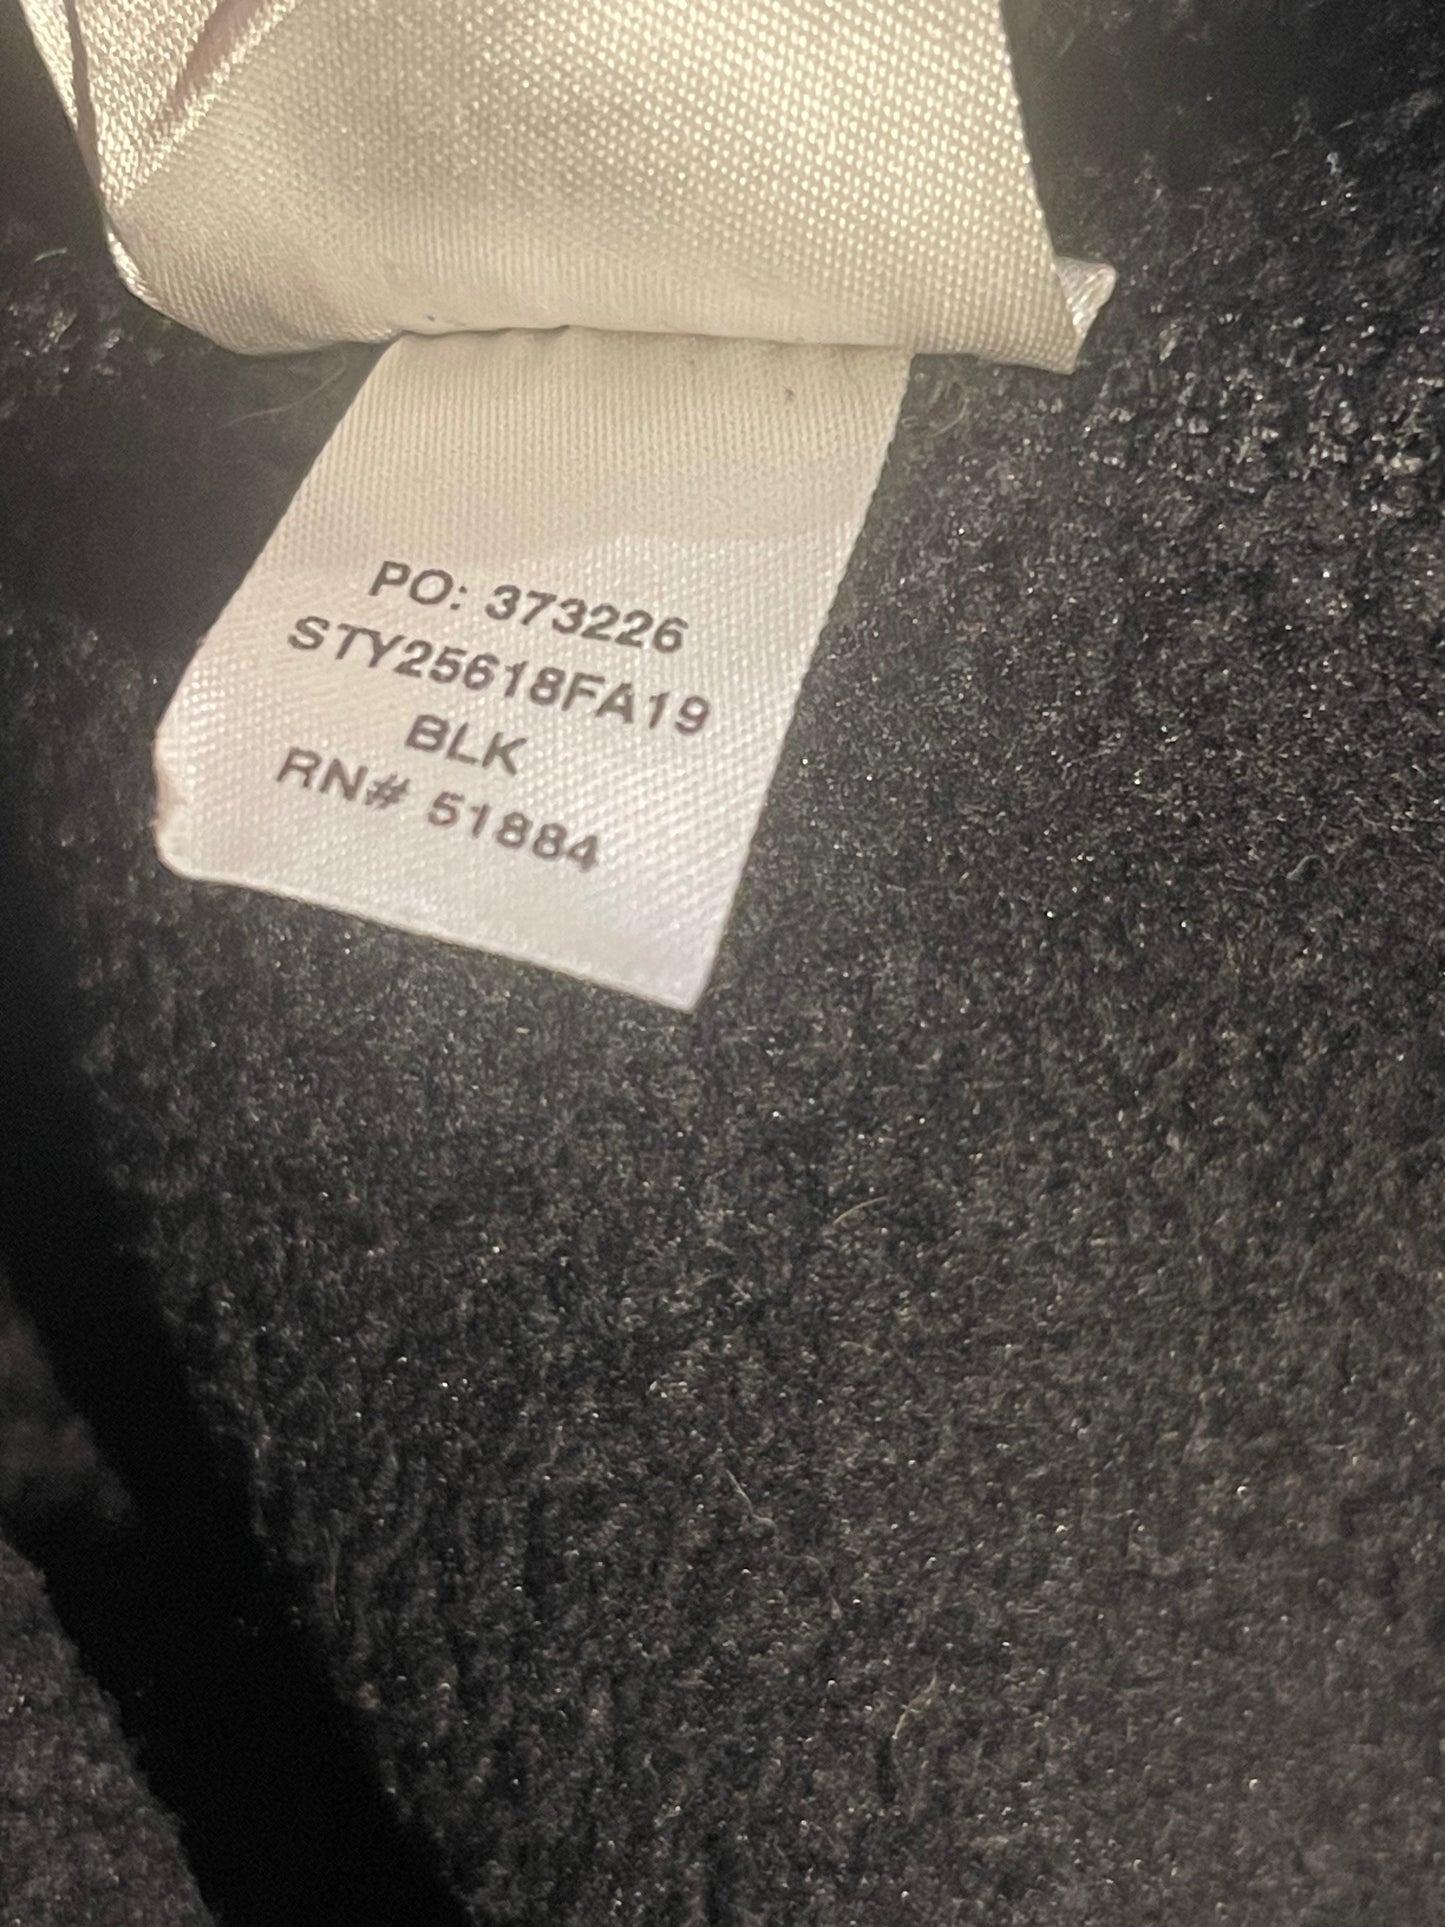 PO: 373226
STY25618FA19
BLK
RN# 51884